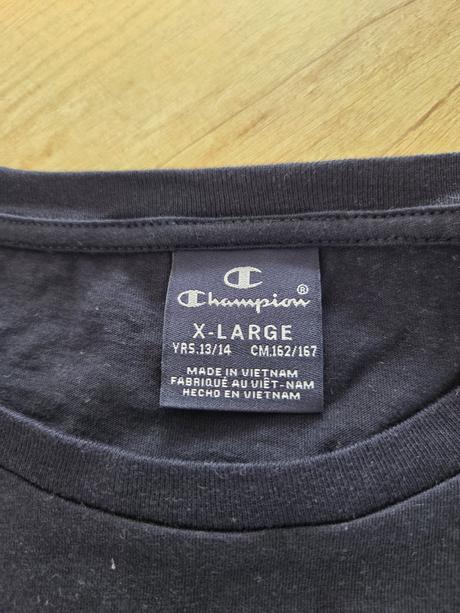 Champion®
X-LARGE
YRS.13/14 CM.162/167
MADE IN VIETNAM
FABRIQUÉ AU VIÊT-NAM
HECHO EN VIETNAM